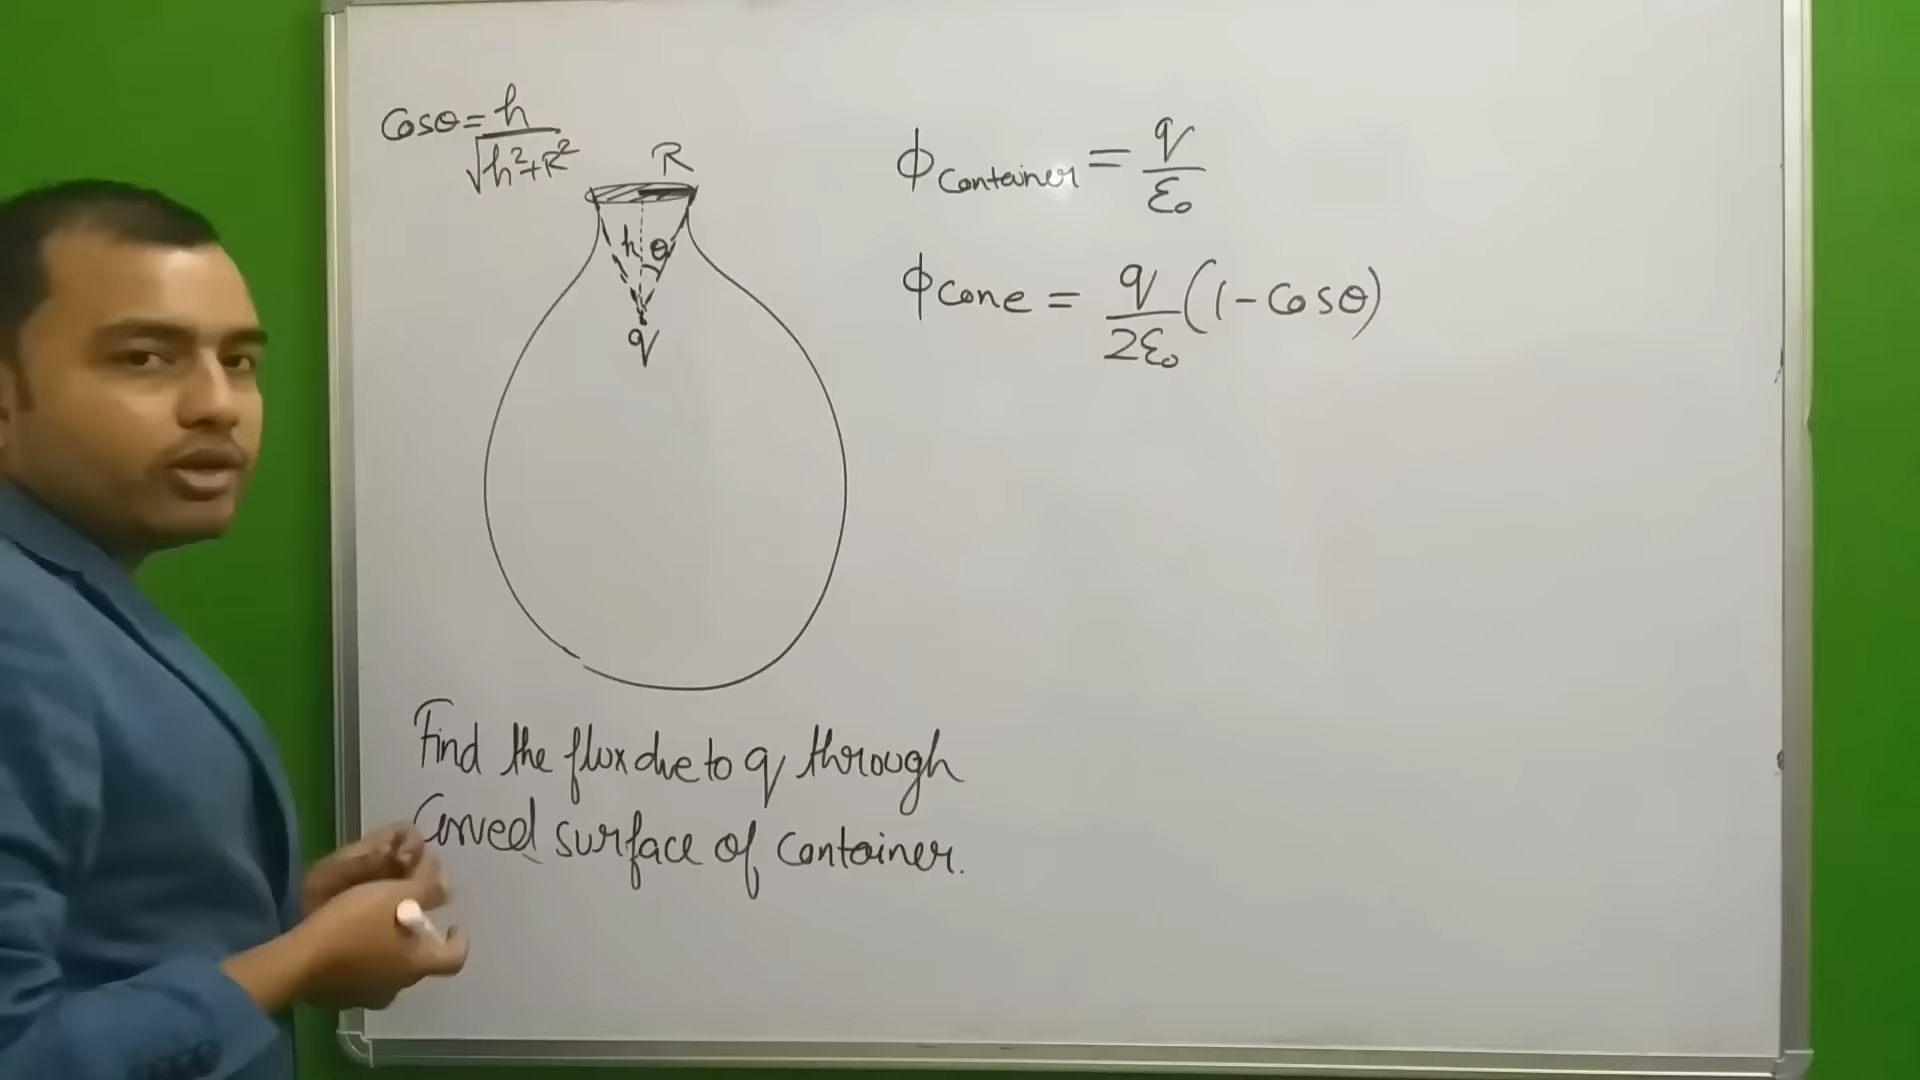 Cosθ = h / √(h² + R²)
R
h θ
q
ϕ Container = q / ε₀
ϕ Cone = q / 2ε₀ (1 - Cosθ)
Find the flux due to q through
Curved surface of container.